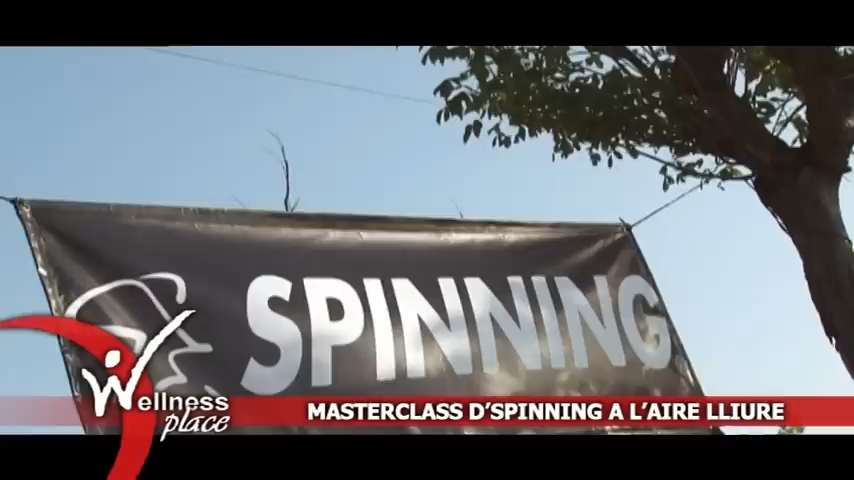 SPINNING
Wellness
place
MASTERCLASS D'SPINNING A L'AIRE LLIURE